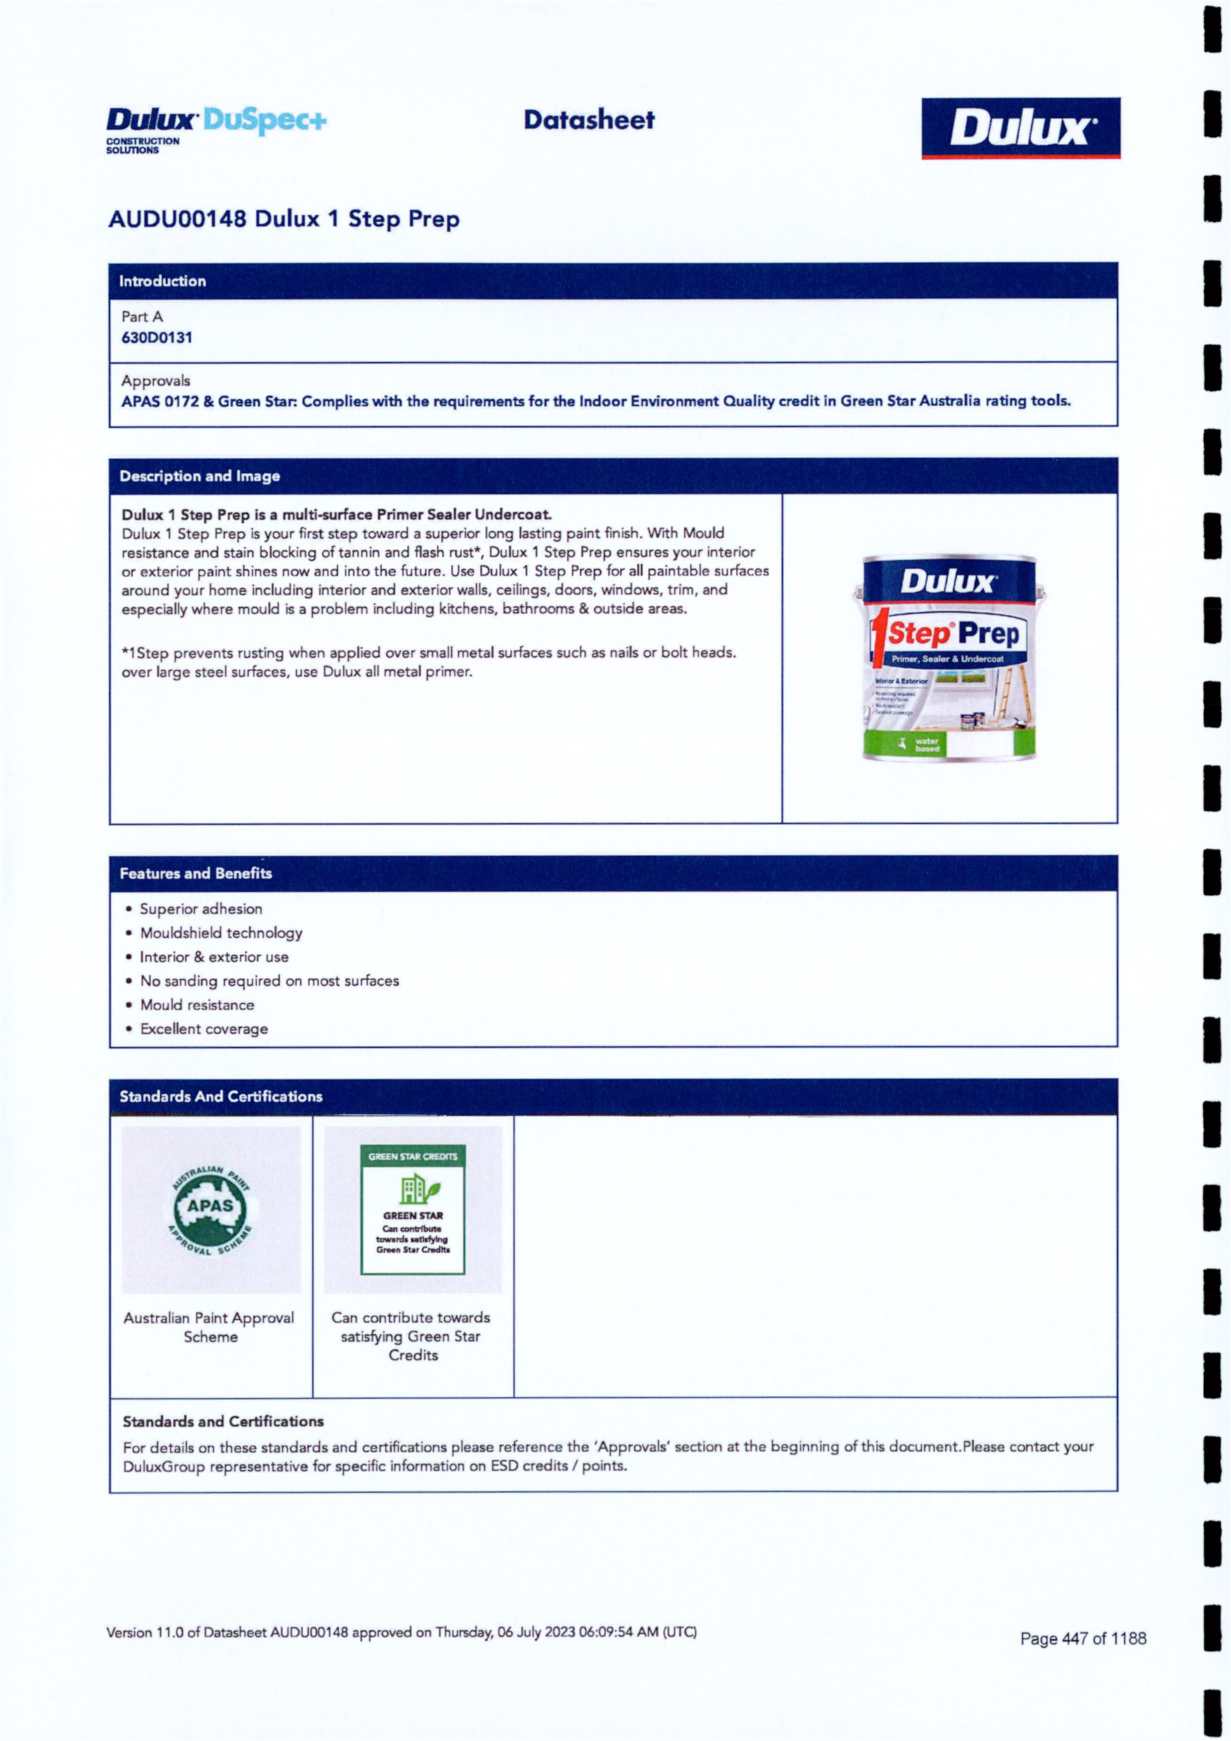 Dulux DuSpec+
CONSTRUCTION
SOLUTIONS
Datasheet
Dulux
AUDU00148 Dulux 1 Step Prep
Introduction
Part A
630D0131
Approvals
APAS 0172 & Green Star: Complies with the requirements for the Indoor Environment Quality credit in Green Star Australia rating tools.
Description and Image
Dulux 1 Step Prep is a multi-surface Primer Sealer Undercoat.
Dulux 1 Step Prep is your first step toward a superior long lasting paint finish. With Mould
resistance and stain blocking of tannin and flash rust*, Dulux 1 Step Prep ensures your interior
or exterior paint shines now and into the future. Use Dulux 1 Step Prep for all paintable surfaces
around your home including interior and exterior walls, ceilings, doors, windows, trim, and
especially where mould is a problem including kitchens, bathrooms & outside areas.
*1Step prevents rusting when applied over small metal surfaces such as nails or bolt heads.
over large steel surfaces, use Dulux all metal primer.
Dulux
1 Step® Prep
Primer, Sealer & Undercoat
Interior & Exterior
water
based
Features and Benefits
• Superior adhesion
• Mouldshield technology
• Interior & exterior use
• No sanding required on most surfaces
• Mould resistance
• Excellent coverage
Standards And Certifications
AUSTRALIAN PAINT
APAS
APPROVAL SCHEME
GREEN STAR CREDITS
GREEN STAR
Can contribute
towards satisfying
Green Star Credits
Australian Paint Approval
Scheme
Can contribute towards
satisfying Green Star
Credits
Standards and Certifications
For details on these standards and certifications please reference the 'Approvals' section at the beginning of this document.Please contact your
DuluxGroup representative for specific information on ESD credits / points.
Version 11.0 of Datasheet AUDU00148 approved on Thursday, 06 July 2023 06:09:54 AM (UTC)
Page 447 of 1188